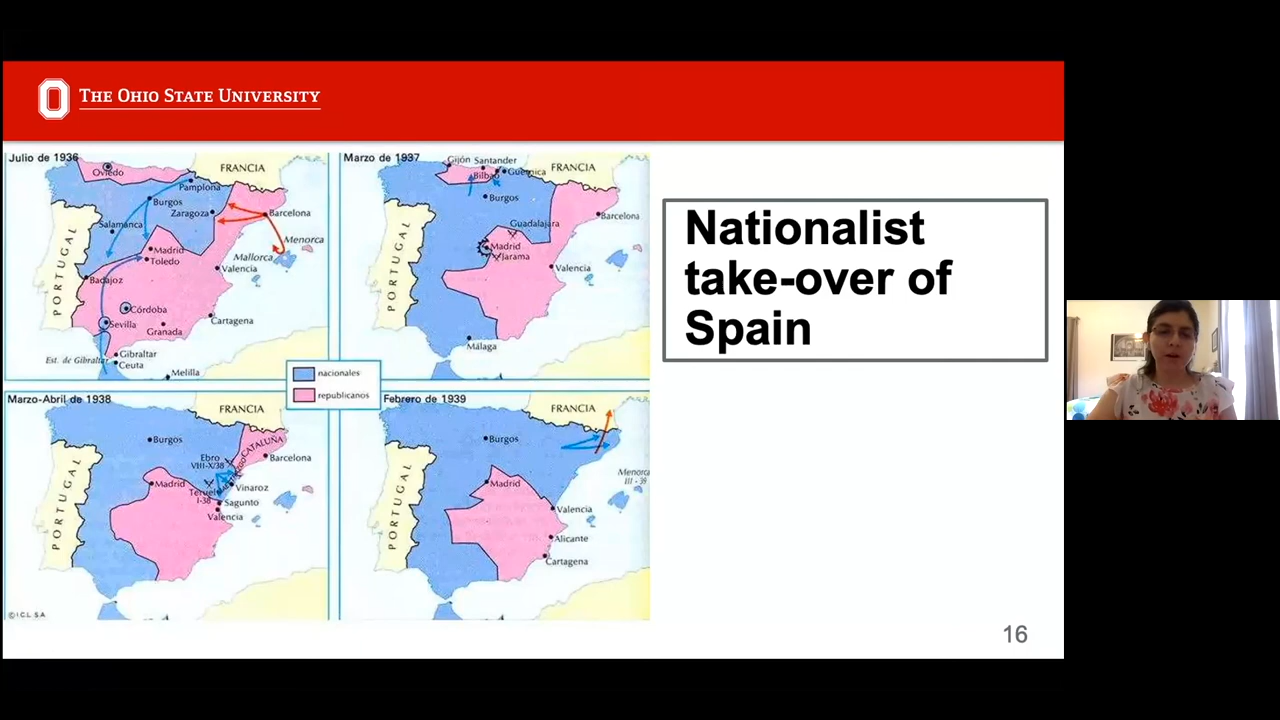 THE OHIO STATE UNIVERSITY
Julio de 1936
Oviedo
FRANCIA
Pamplona
Burgos
Zaragoza
Barcelona
Salamanca
Menorca
Madrid
Mallorca
Toledo
PORTUGAL
Badajoz
Valencia
Córdoba
Sevilla
Granada
Cartagena
Est. de Gibraltar
Gibraltar
Ceuta
Melilla
Marzo de 1937
Gijón Santander
Bilbao
Guernica
FRANCIA
Burgos
Guadalajara
Barcelona
Madrid
Jarama
PORTUGAL
Valencia
Málaga
nacionales
republicanos
Marzo-Abril de 1938
FRANCIA
Burgos
CATALUÑA
Ebro
VIII-X/38
Barcelona
Madrid
Teruel
I-38
Vinaroz
Sagunto
PORTUGAL
Valencia
©ICL SA
Febrero de 1939
FRANCIA
Burgos
Menorca
III - 39
Madrid
PORTUGAL
Valencia
Alicante
Cartagena
Nationalist
take-over of
Spain
16